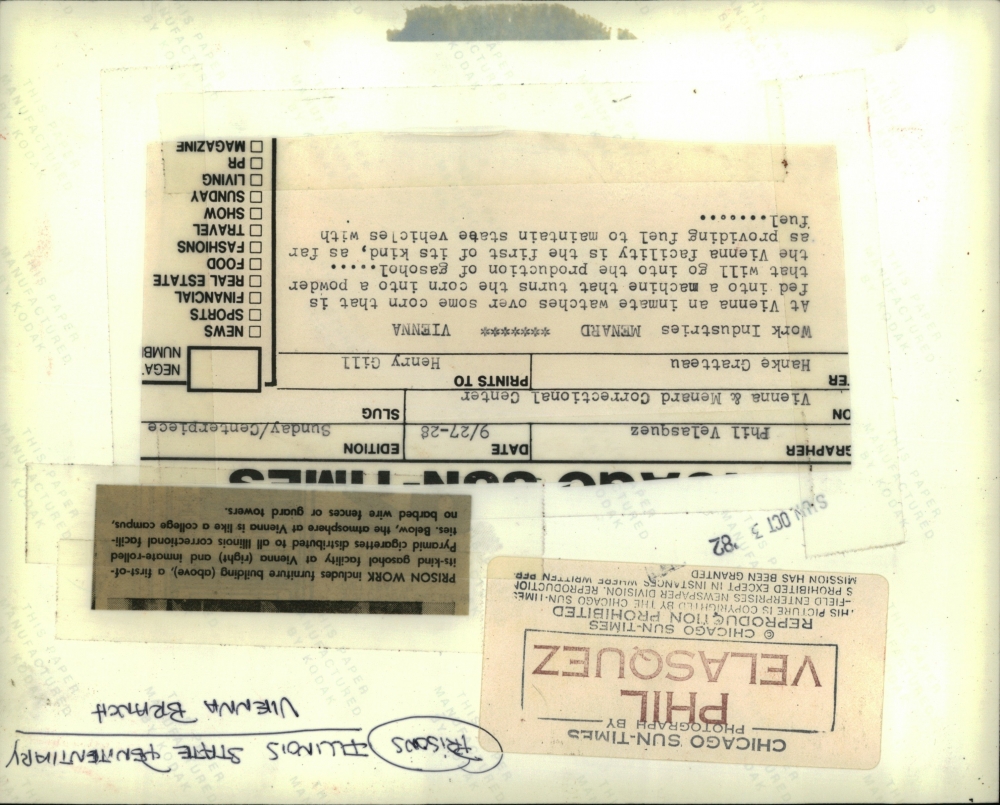 PRISONS ILLINOIS STATE PENITENTIARY
VIENNA BRANCH
CHICAGO SUN-TIMES
PHOTOGRAPH BY
PHIL
VELASQUEZ
© CHICAGO SUN-TIMES
REPRODUCTION PROHIBITED
HIS PICTURE IS COPYRIGHTED BY THE CHICAGO SUN-TIMES
-FIELD ENTERPRISES NEWSPAPER DIVISION. REPRODUCTION
S PROHIBITED EXCEPT IN INSTANCES WHERE WRITTEN PER-
MISSION HAS BEEN GRANTED
SUN. OCT 3 '82
PRISON WORK includes furniture building (above), a first-of-
its-kind gasohol facility at Vienna (right) and inmate-rolled
Pyramid cigarettes distributed to all Illinois correctional facili-
ties. Below, the atmosphere at Vienna is like a college campus,
no barbed wire fences or guard towers.
CAGO SUN-TIMES
GRAPHER Phil Velasquez DATE 9/27-28 EDITION Sunday/Centerpiece
ON Vienna & Menard Correctional Center SLUG
ER Hanke Gratteau PRINTS TO Henry Gill
NEGAT
NUMBE
Work Industries MENARD ******* VIENNA
At Vienna an inmate watches over some corn that is
fed into a machine that turns the corn into a powder
that will go into the production of gasohol.....
the Vienna facility is the first of its kind, as far
as providing fuel to maintain state vehicles with
fuel.......
□ NEWS
□ SPORTS
□ FINANCIAL
□ REAL ESTATE
□ FOOD
□ FASHIONS
□ TRAVEL
□ SHOW
□ SUNDAY
□ LIVING
□ PR
□ MAGAZINE
THIS PAPER
MANUFACTURED
BY KODAK